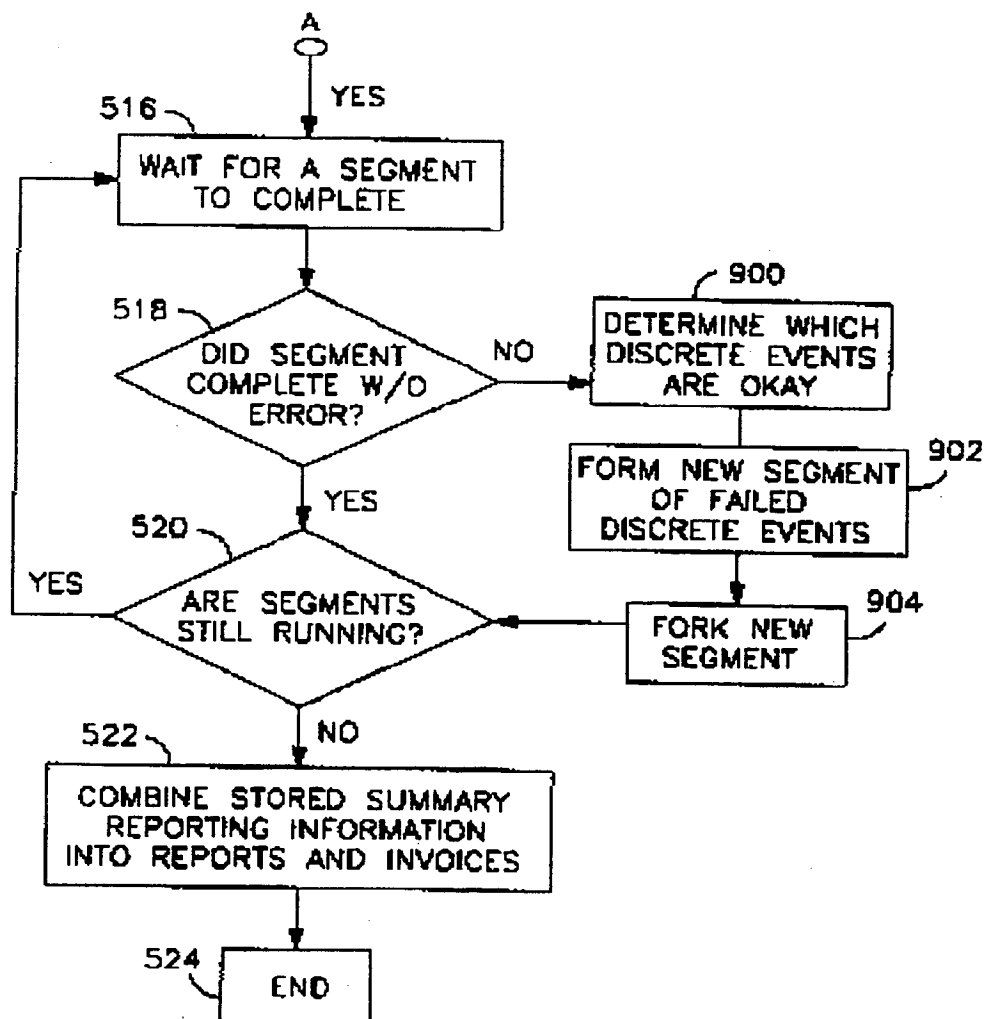 A
YES
516
WAIT FOR A SEGMENT
TO COMPLETE
518
DID SEGMENT
COMPLETE W/O
ERROR?
NO
900
DETERMINE WHICH
DISCRETE EVENTS
ARE OKAY
902
FORM NEW SEGMENT
OF FAILED
DISCRETE EVENTS
904
FORK NEW
SEGMENT
YES
520
YES
ARE SEGMENTS
STILL RUNNING?
NO
522
COMBINE STORED SUMMARY
REPORTING INFORMATION
INTO REPORTS AND INVOICES
524
END